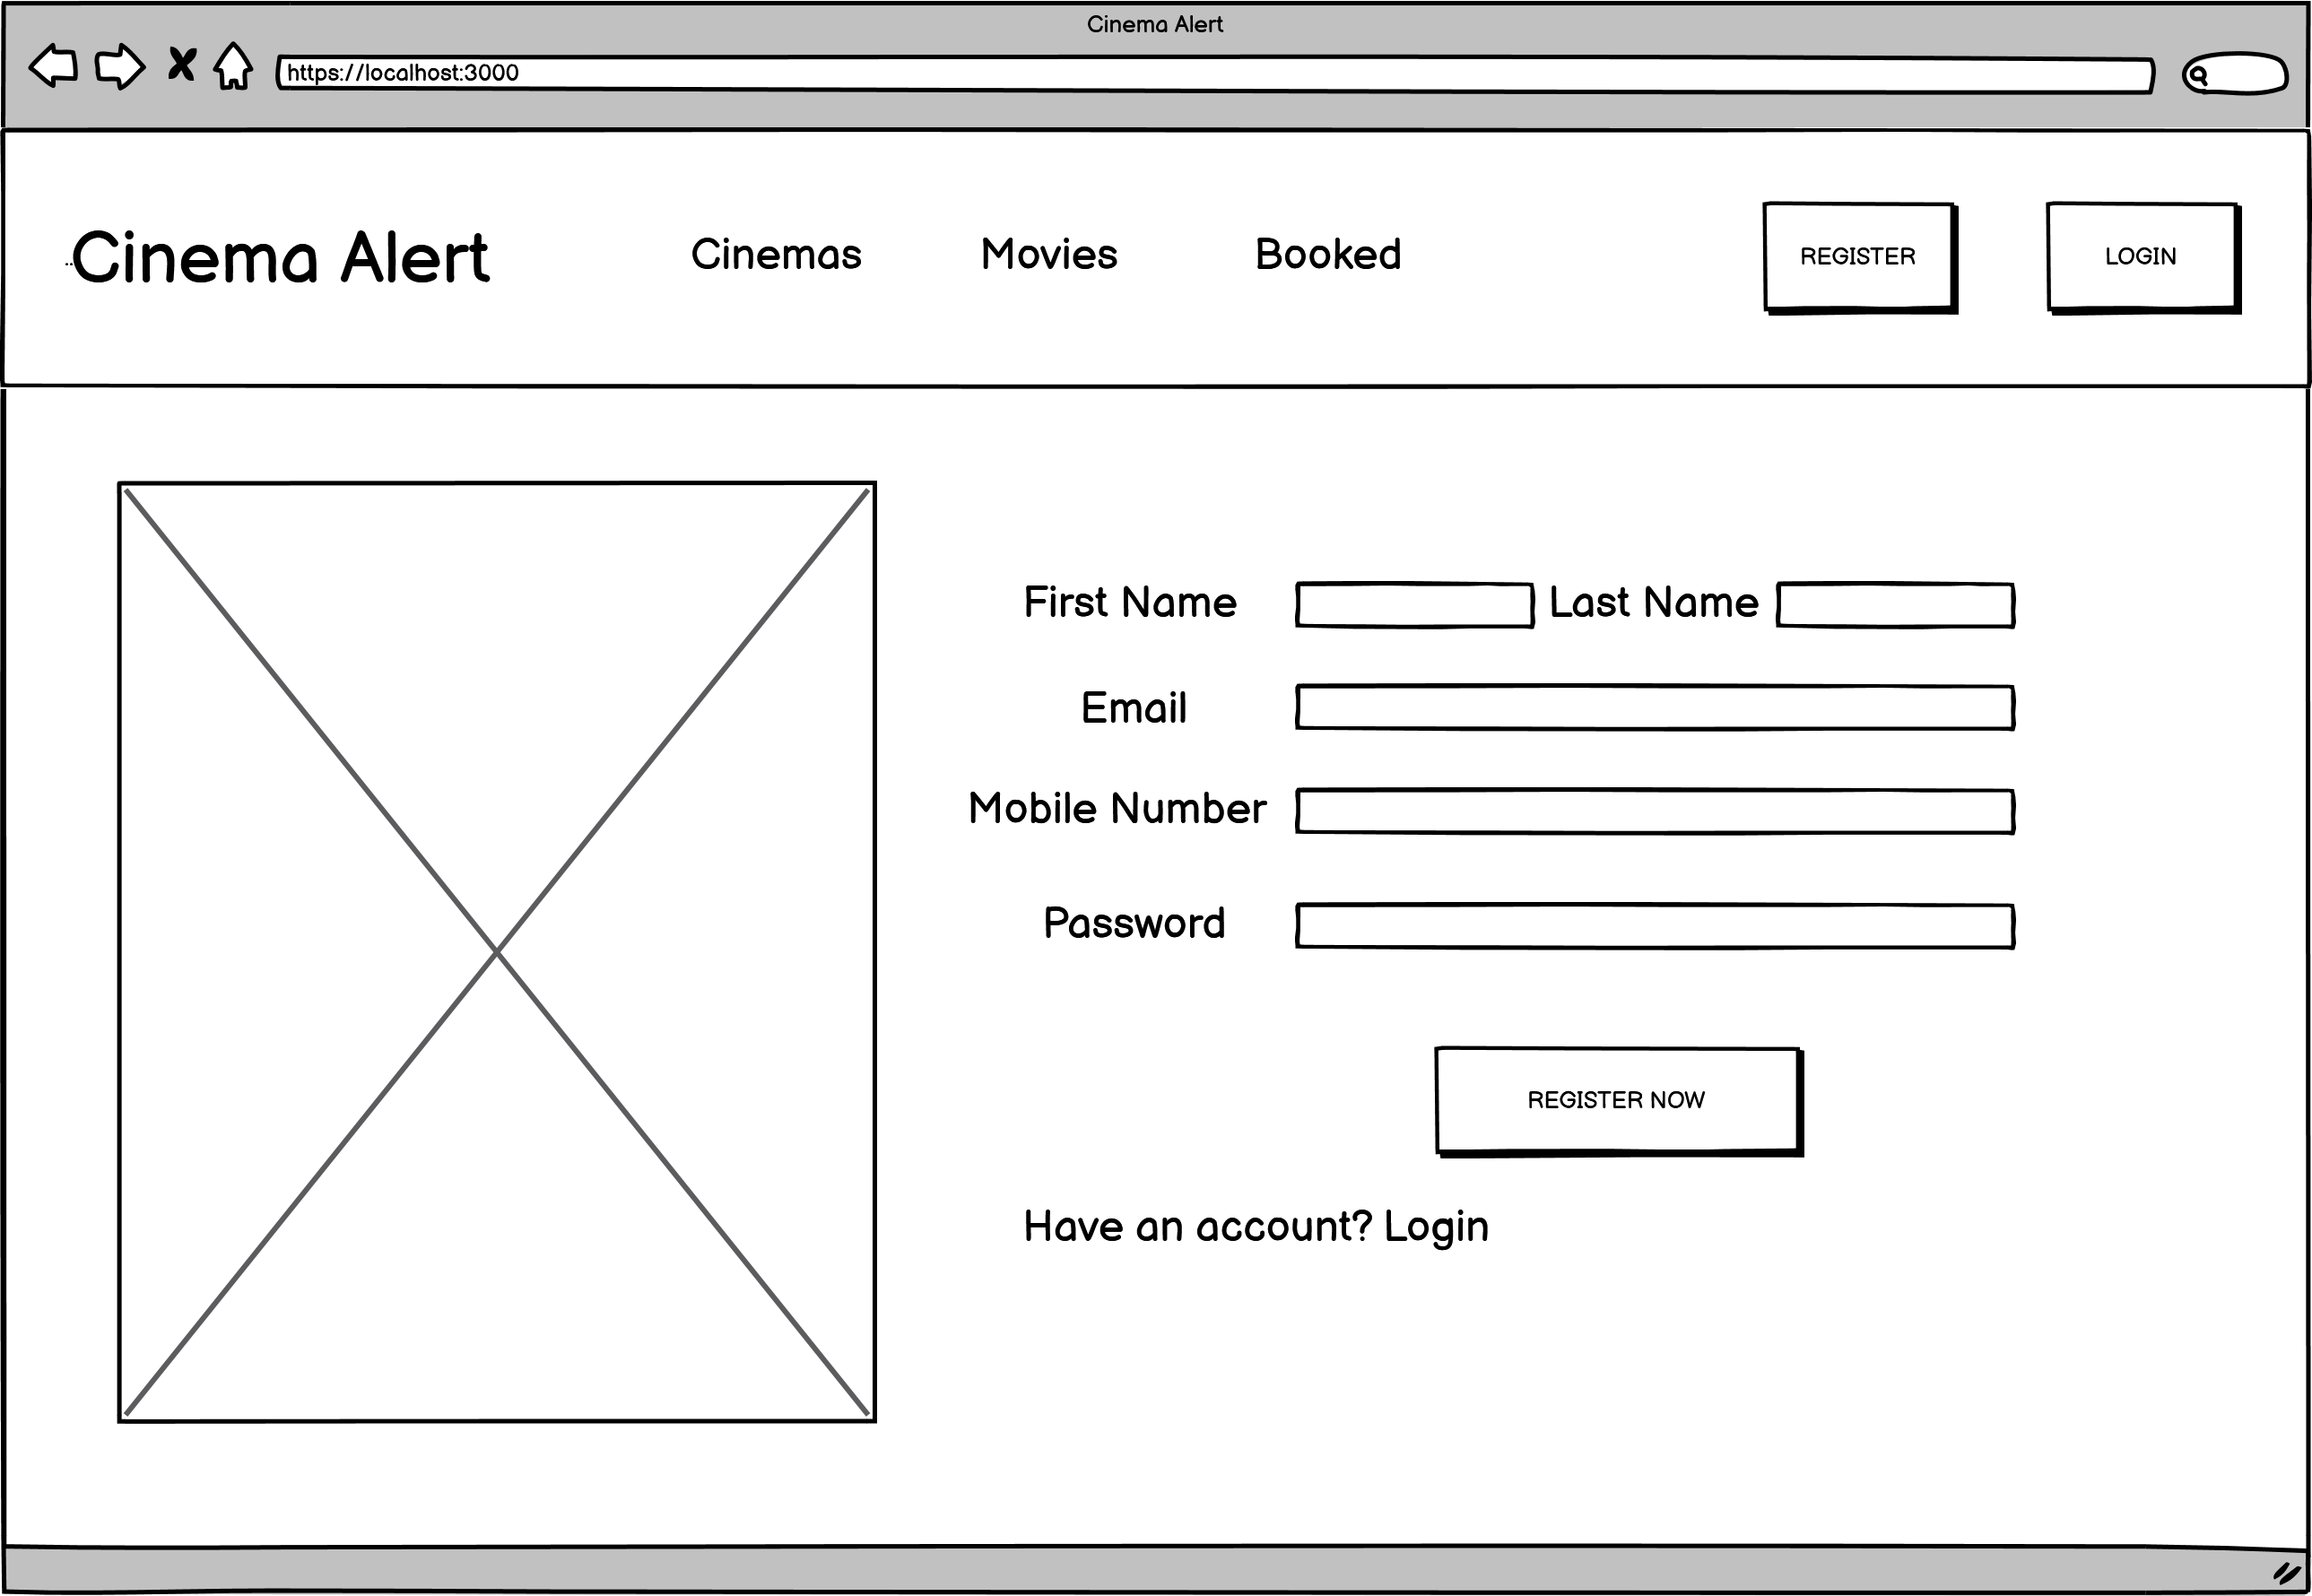 Cinema Alert
https://localhost:3000
Cinema Alert Cinemas Movies Booked REGISTER LOGIN
First Name Last Name
Email
Mobile Number
Password
REGISTER NOW
Have an account? Login